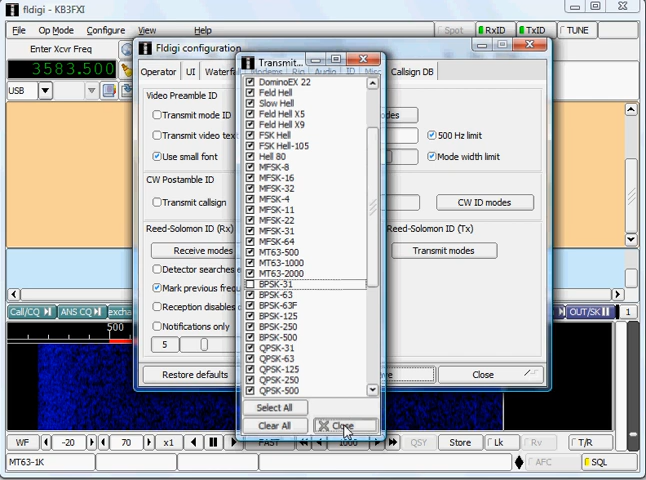 fldigi - KB3FXI
File Op Mode Configure View Help
Spot RxID TxID TUNE
Enter Xcvr Freq
3583.500
USB
Fldigi configuration
Operator UI Waterf
Callsign DB
Transmit...
Video Preamble ID
Transmit mode ID
Transmit video tex
Use small font
500 Hz limit
Mode width limit
CW Postamble ID
Transmit callsign
CW ID modes
Reed-Solomon ID (Rx)
Reed-Solomon ID (Tx)
Receive modes
Transmit modes
Detector searches e
Mark previous frequ
Reception disables d
Notifications only
5
Restore defaults
Close
DominoEX 22
Feld Hell
Slow Hell
Feld Hell X5
Feld Hell X9
FSK Hell
FSK Hell-105
Hell 80
MFSK-8
MFSK-16
MFSK-32
MFSK-4
MFSK-11
MFSK-22
MFSK-31
MFSK-64
MT63-500
MT63-1000
MT63-2000
BPSK-31
BPSK-63
BPSK-63F
BPSK-125
BPSK-250
BPSK-500
QPSK-31
QPSK-63
QPSK-125
QPSK-250
QPSK-500
Select All
Clear All
Close
Call/CQ ANS CQ excha
OUT/SK 1
500
WF -20 70 x1 FAST 1000 QSY Store Lk Rv T/R
MT63-1K
AFC SQL